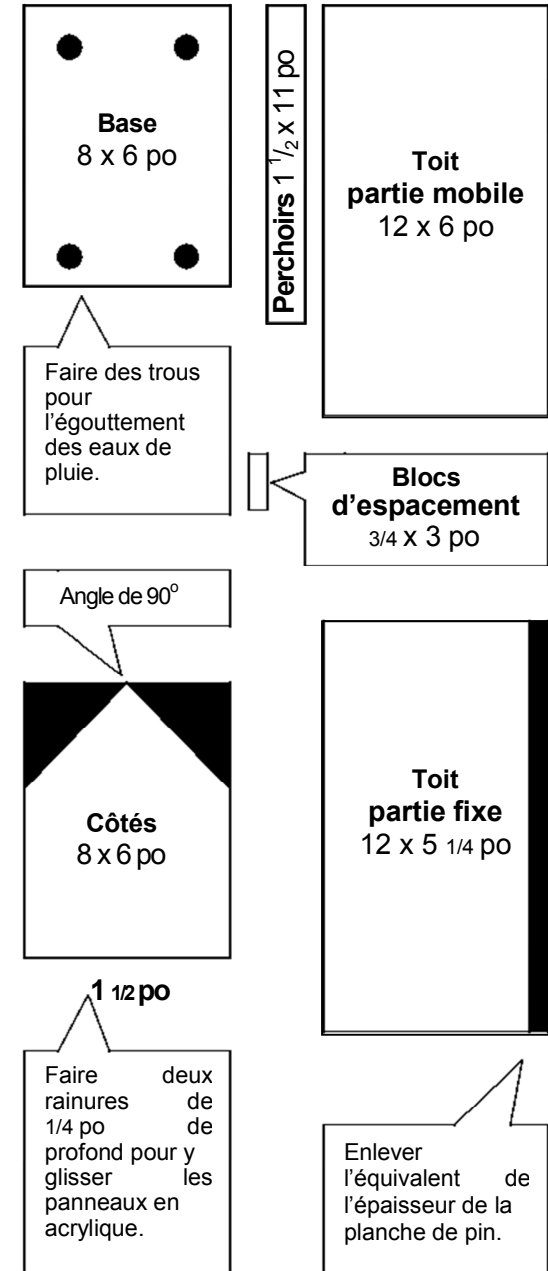 Base
8 x 6 po
Perchoirs 1 1/2 x 11 po
Toit
partie mobile
12 x 6 po
Faire des trous
pour
l’égouttement
des eaux de
pluie.
Blocs
d’espacement
3/4 x 3 po
Angle de 90°
Côtés
8 x 6 po
1 1/2 po
Toit
partie fixe
12 x 5 1/4 po
Faire deux
rainures de
1/4 po de
profond pour y
glisser les
panneaux en
acrylique.
Enlever
l’équivalent de
l’épaisseur de la
planche de pin.